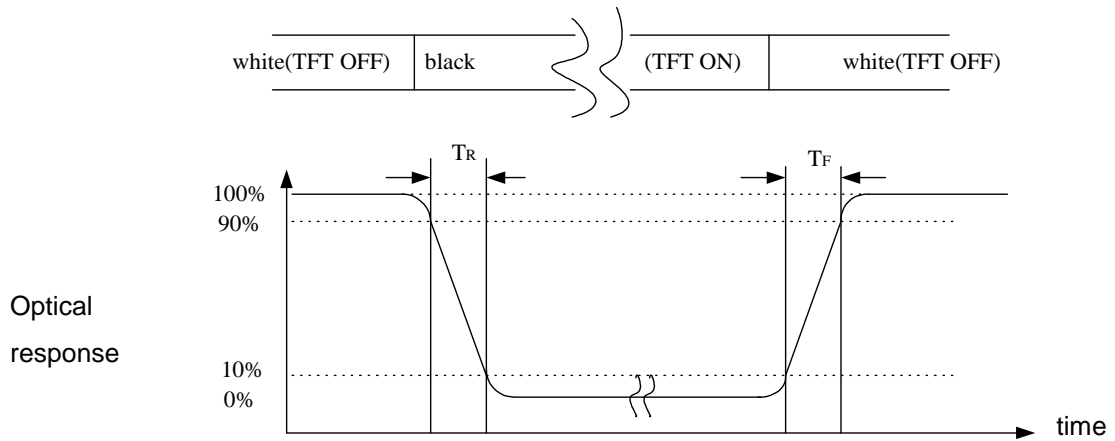 white(TFT OFF) black (TFT ON) white(TFT OFF)
TR TF
100%
90%
Optical
response
10%
0%
time